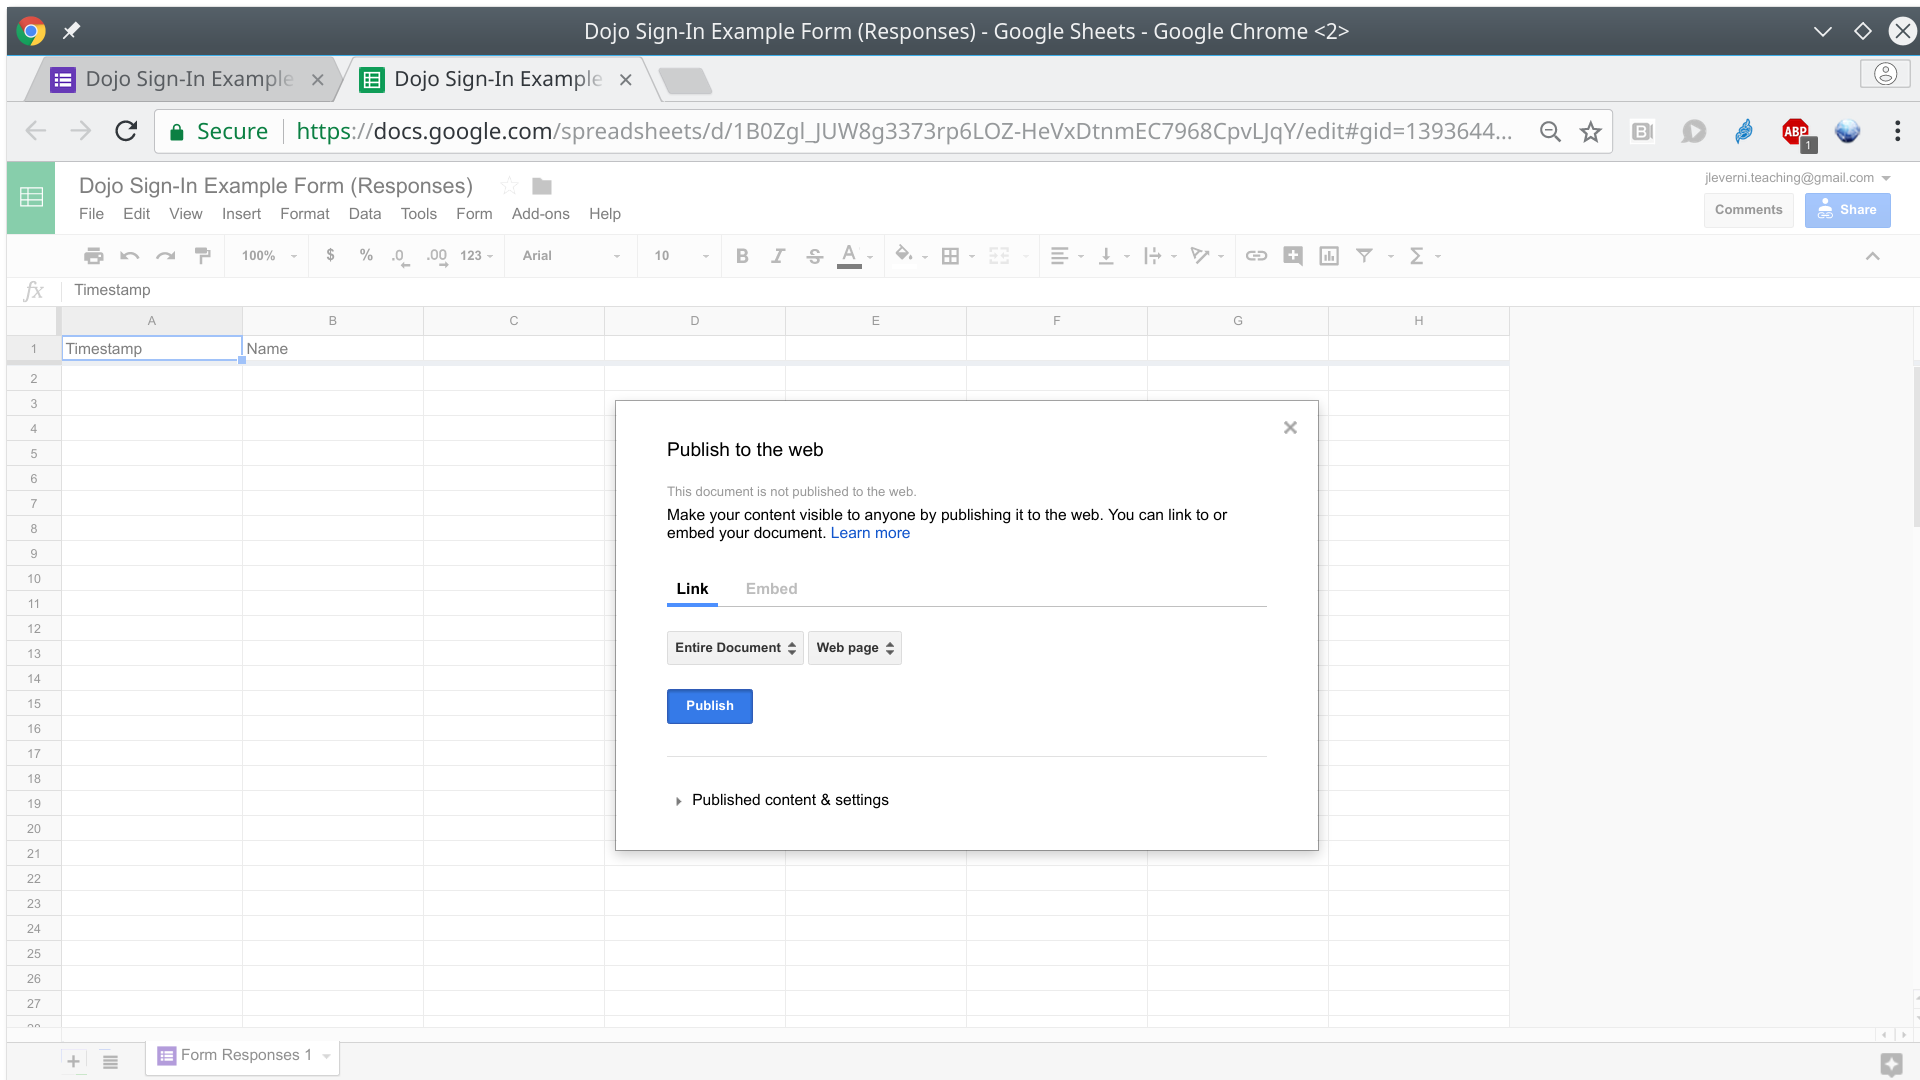 Dojo Sign-In Example Form (Responses) - Google Sheets - Google Chrome <2>
Dojo Sign-In Example
Dojo Sign-In Example
Secure
https://docs.google.com/spreadsheets/d/1B0Zgl_JUW8g3373rp6LOZ-HeVxDtnmEC7968CpvLJqY/edit#gid=1393644...
ABP
1
Dojo Sign-In Example Form (Responses)
jleverni.teaching@gmail.com
File Edit View Insert Format Data Tools Form Add-ons Help
Comments
Share
100% $ % .0 .00 123 Arial 10 B I S A Σ
fx Timestamp
A B C D E F G H
1 Timestamp Name
2
3
4
5
6
7
8
9
10
11
12
13
14
15
16
17
18
19
20
21
22
23
24
25
26
27
28
Publish to the web
This document is not published to the web.
Make your content visible to anyone by publishing it to the web. You can link to or
embed your document. Learn more
Link Embed
Entire Document Web page
Publish
Published content & settings
Form Responses 1